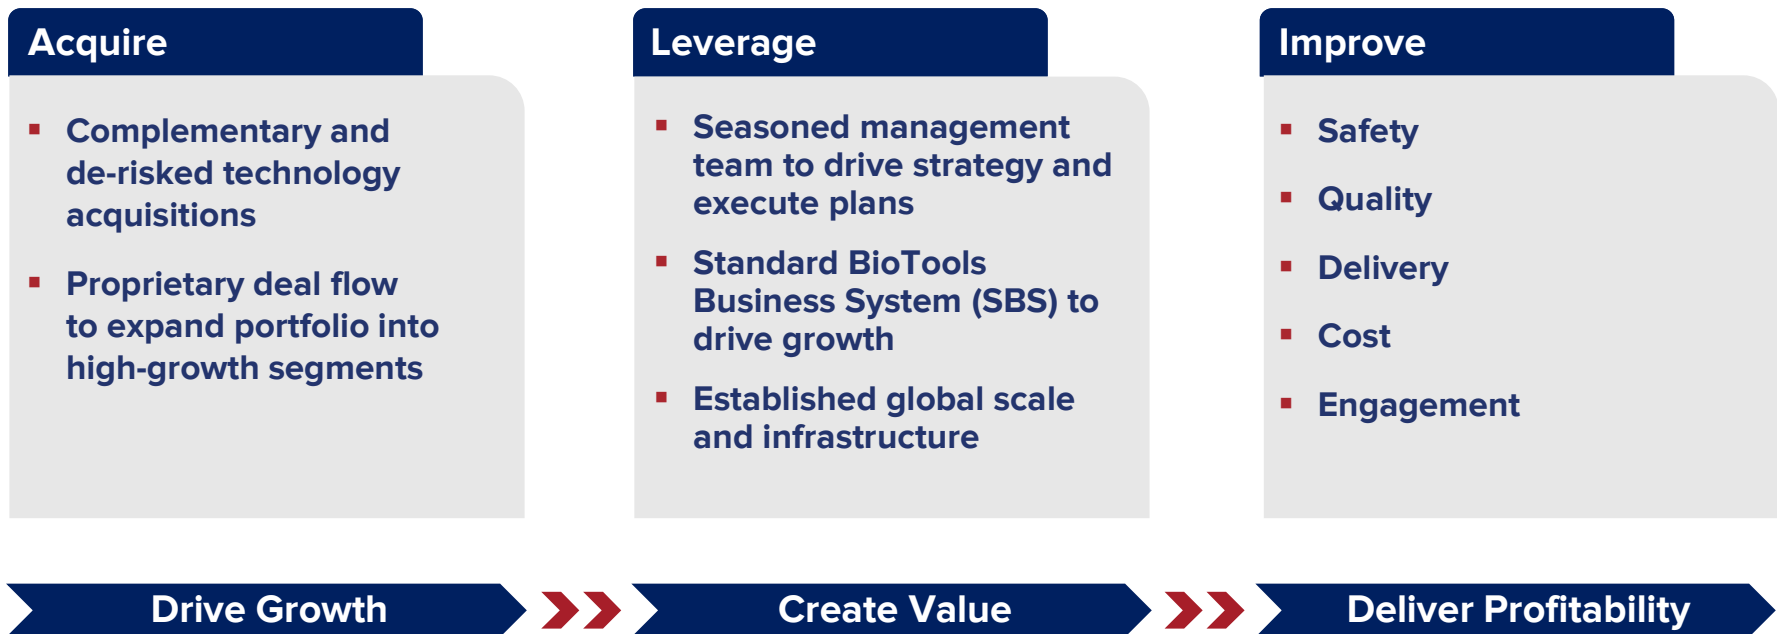 Acquire
Complementary and
de-risked technology
acquisitions
Proprietary deal flow
to expand portfolio into
high-growth segments
Leverage
Seasoned management
team to drive strategy and
execute plans
Standard BioTools
Business System (SBS) to
drive growth
Established global scale
and infrastructure
Improve
Safety
Quality
Delivery
Cost
Engagement
Drive Growth
Create Value
Deliver Profitability